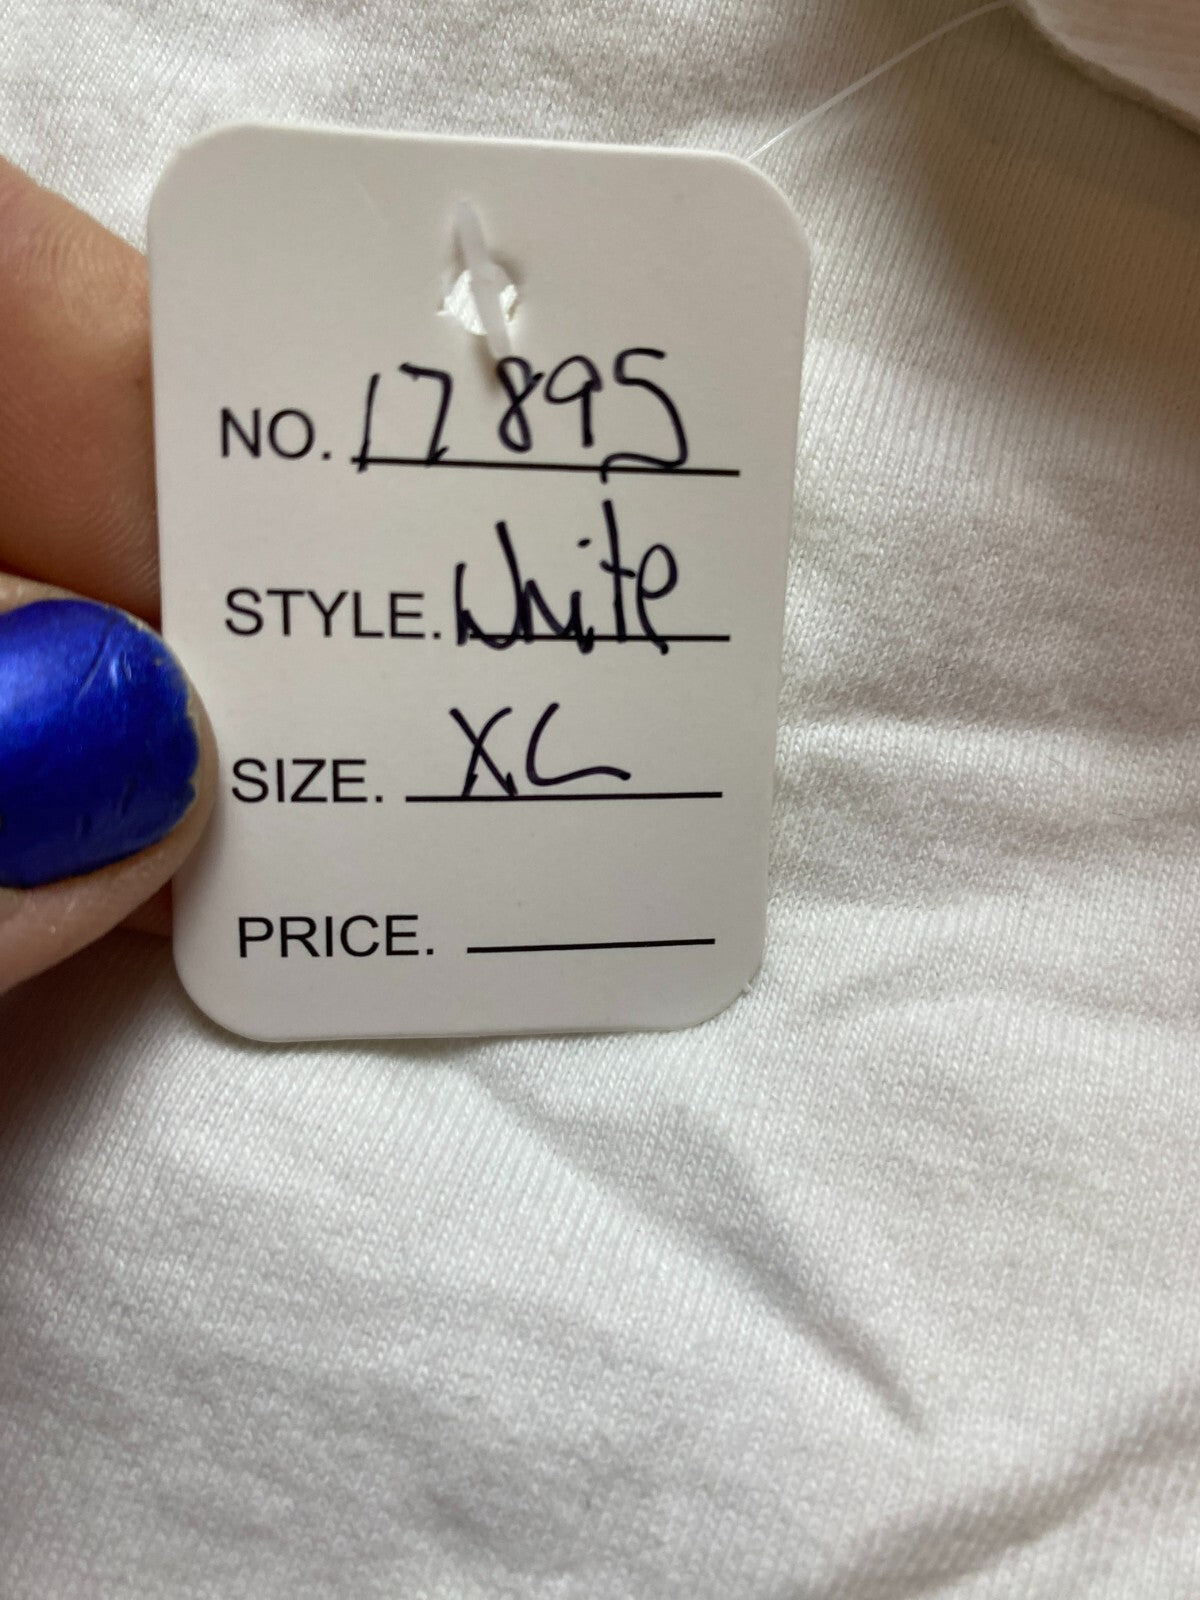 NO. 17895
STYLE. White
SIZE. XL
PRICE.